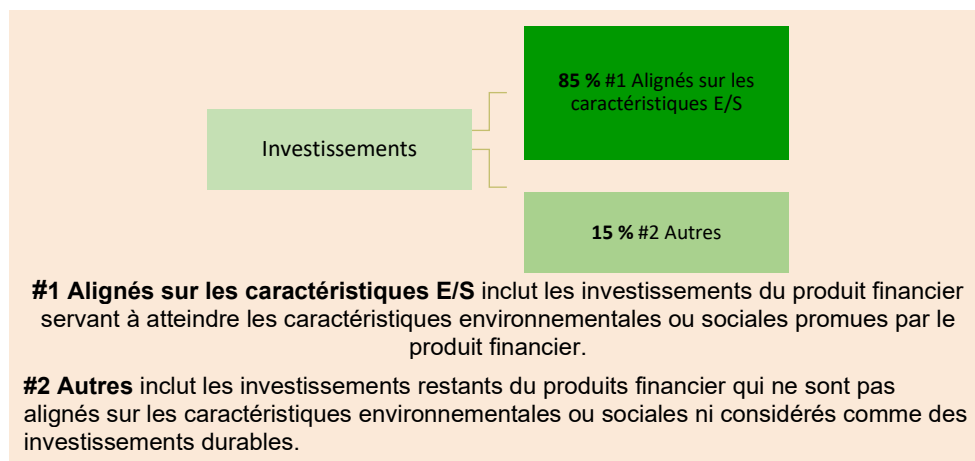 85 % #1 Alignés sur les
caractéristiques E/S
Investissements
15 % #2 Autres
#1 Alignés sur les caractéristiques E/S inclut les investissements du produit financier
servant à atteindre les caractéristiques environnementales ou sociales promues par le
produit financier.
#2 Autres inclut les investissements restants du produits financier qui ne sont pas
alignés sur les caractéristiques environnementales ou sociales ni considérés comme des
investissements durables.